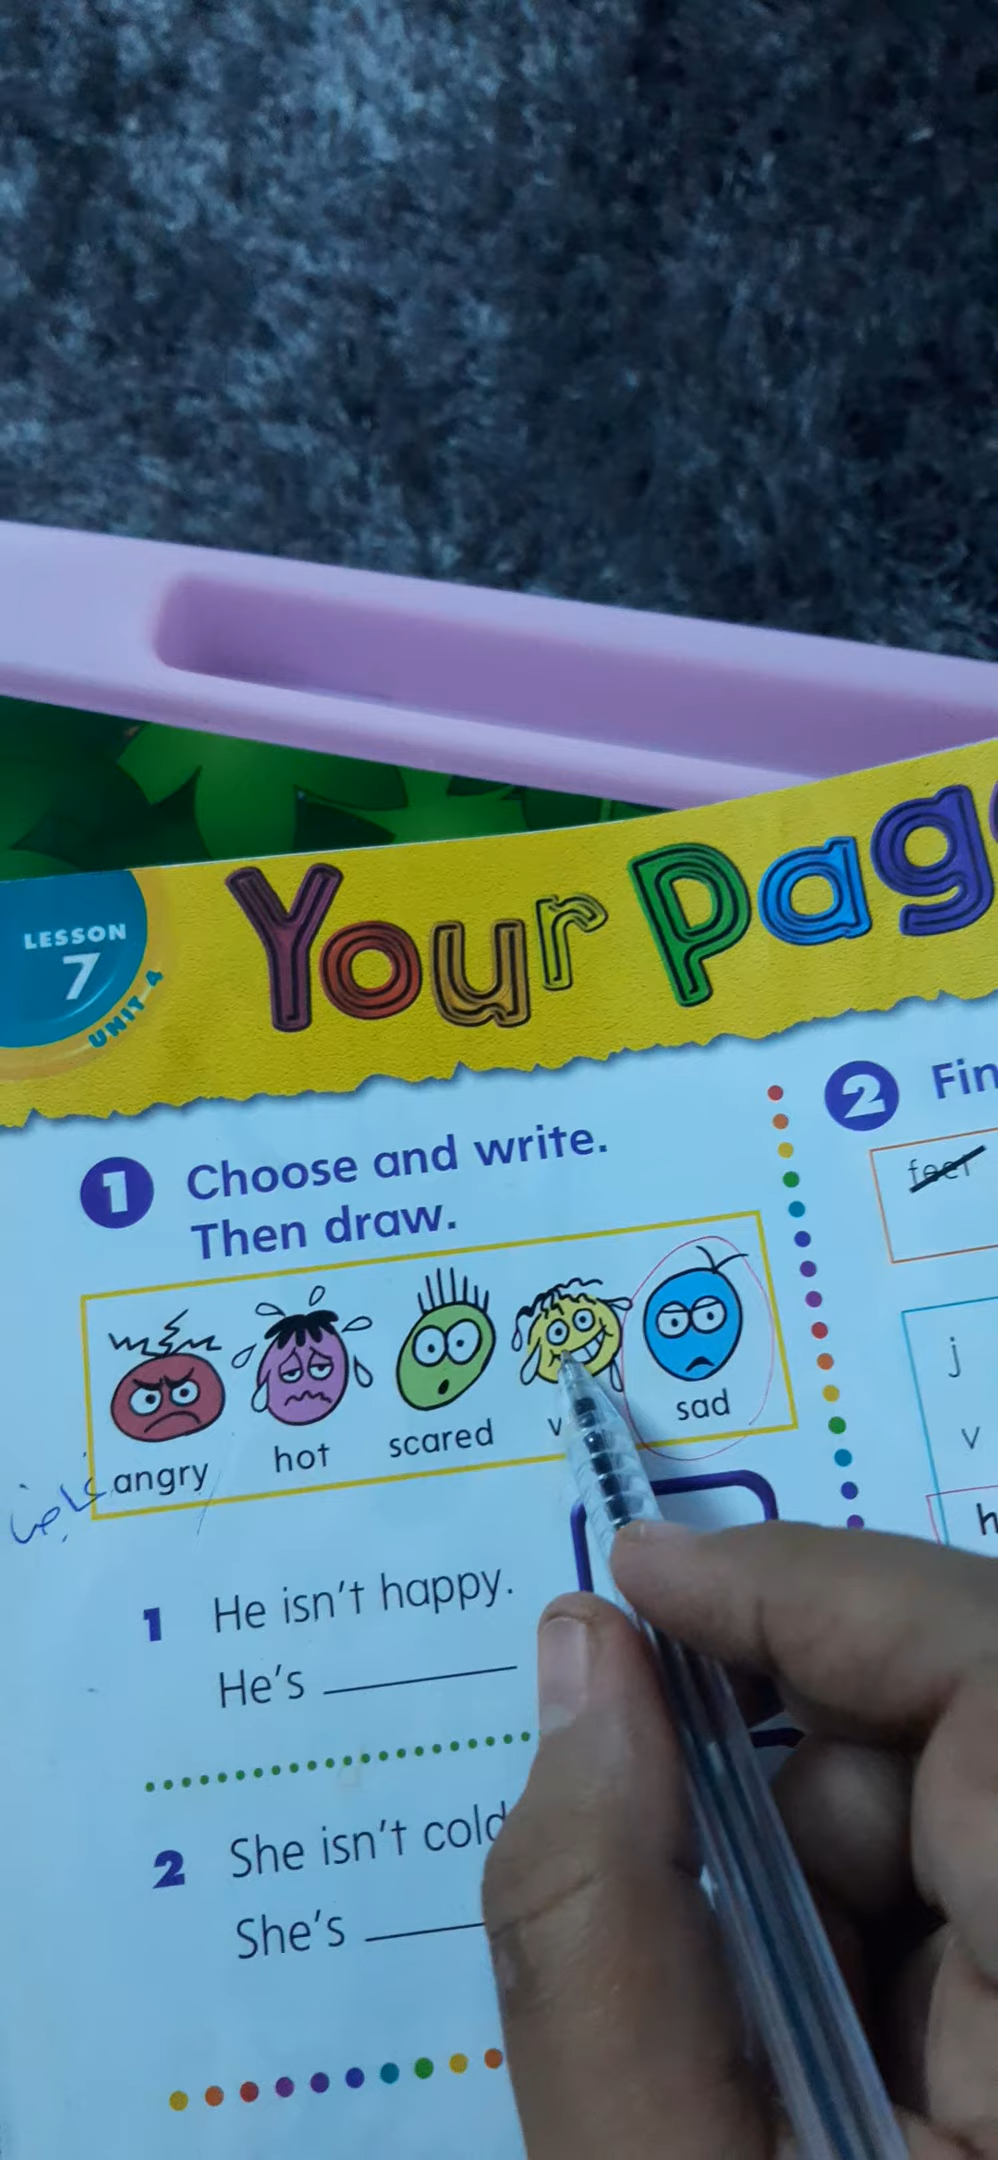 LESSON
7
UNIT 4
Your Pag
1 Choose and write.
Then draw.
angry hot scared sad
غاضب
1 He isn't happy.
He's
2 She isn't cold
She's
2 Fin
feet
j
v
h